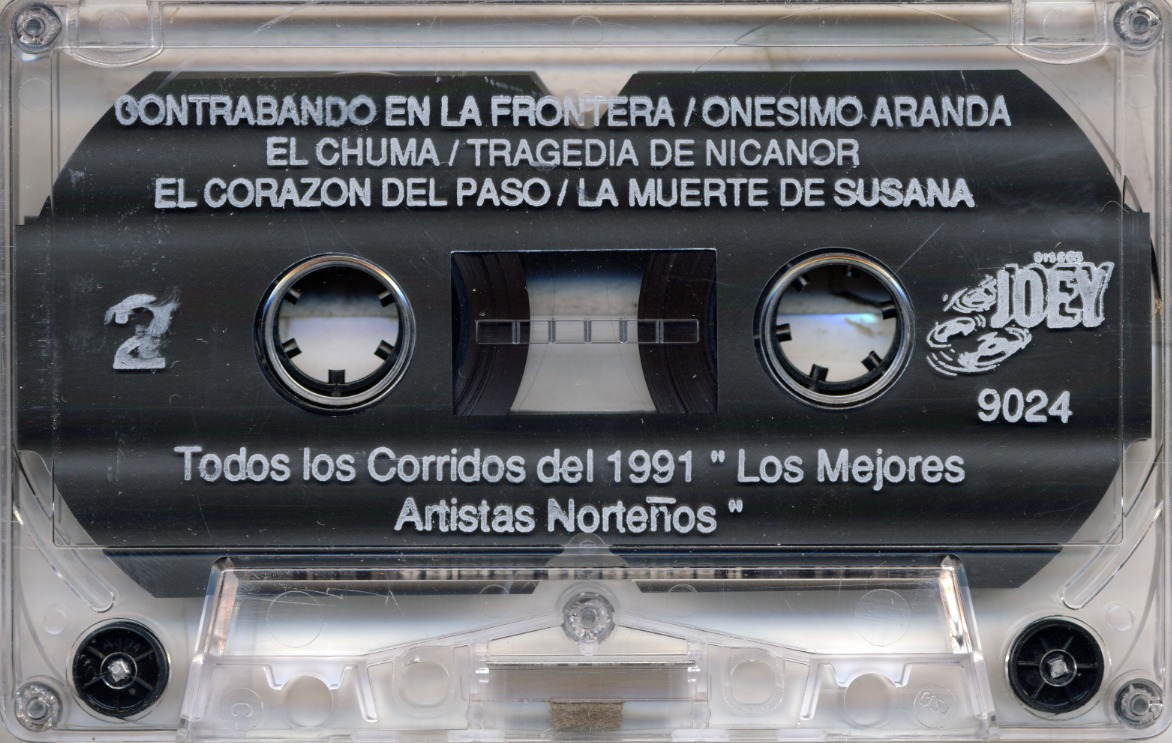 CONTRABANDO EN LA FRONTERA / ONESIMO ARANDA
EL CHUMA / TRAGEDIA DE NICANOR
EL CORAZON DEL PASO / LA MUERTE DE SUSANA
2
DISCOS
JOEY
9024
Todos los Corridos del 1991 " Los Mejores
Artistas Norteños "